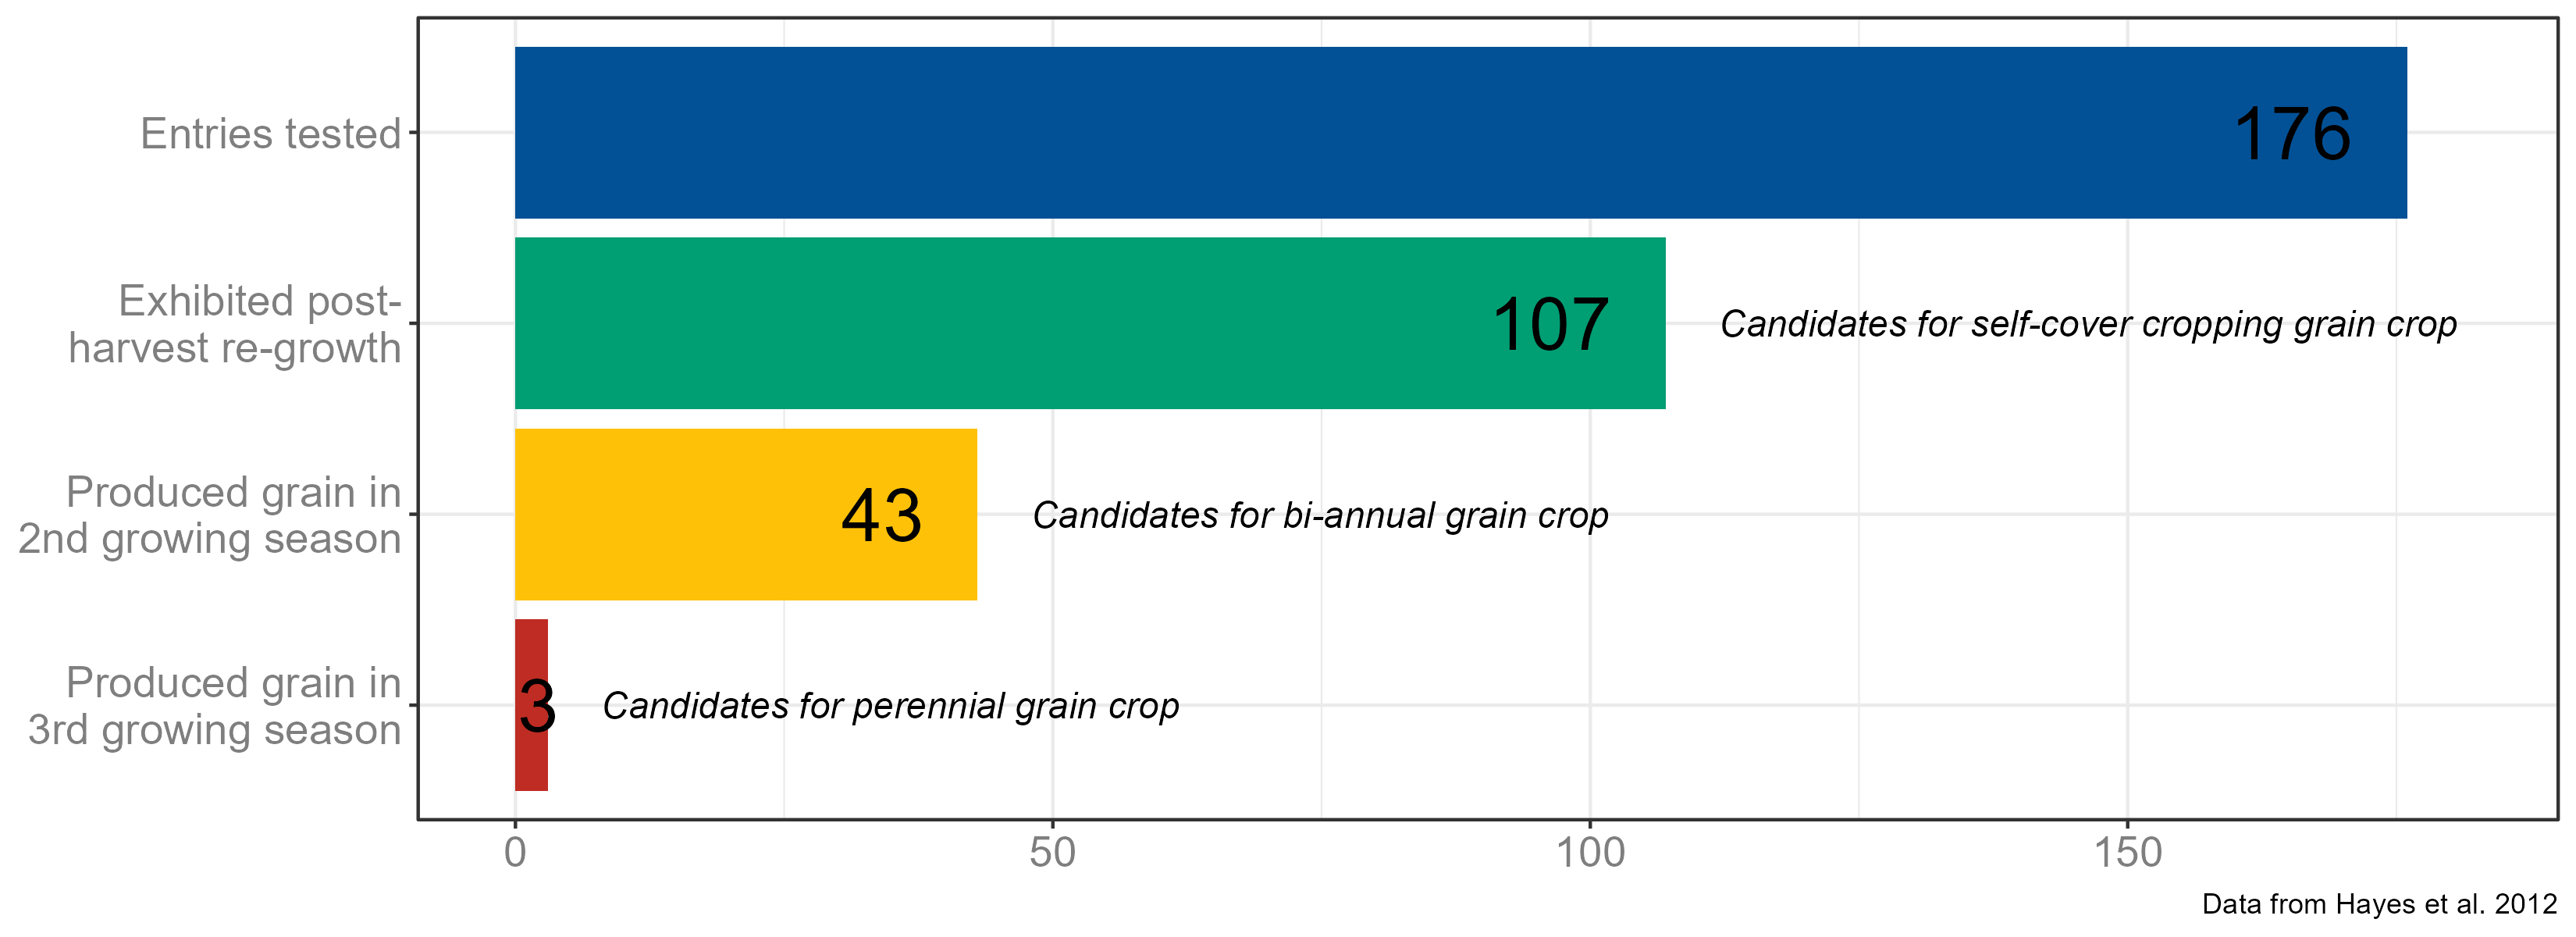 Entries tested
176
Exhibited post-
harvest re-growth
107
Candidates for self-cover cropping grain crop
Produced grain in
2nd growing season
43
Candidates for bi-annual grain crop
Produced grain in
3rd growing season
3
Candidates for perennial grain crop
0
50
100
150
Data from Hayes et al. 2012